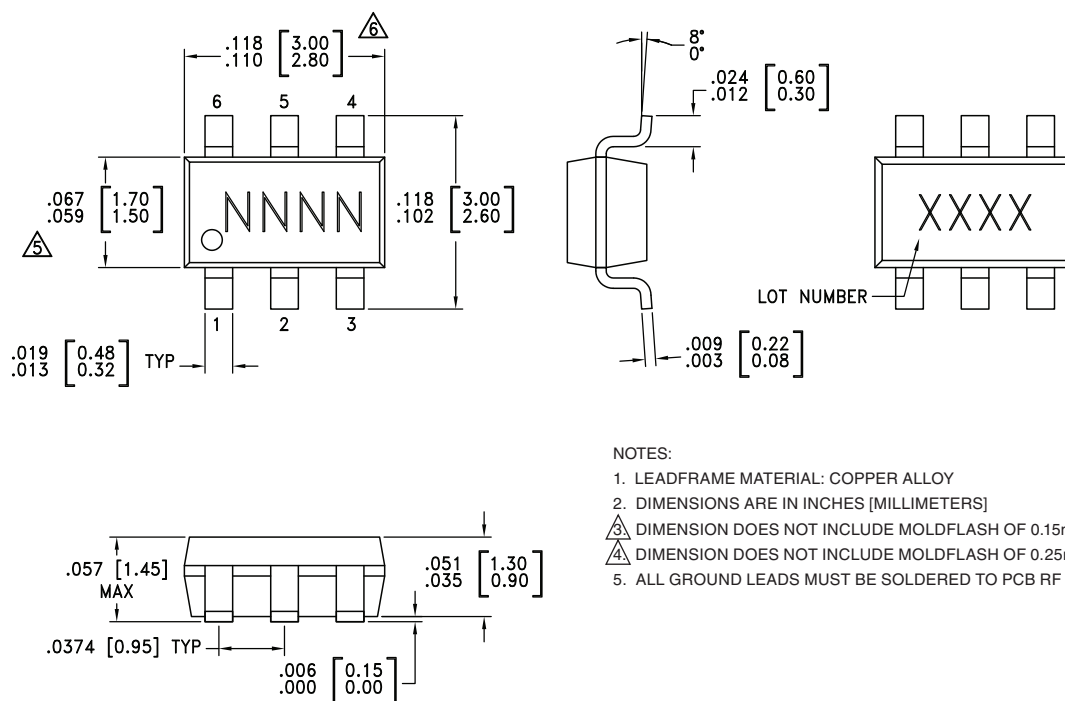 .118 [3.00]
.110 [2.80]
6
8°
0°
.024 [0.60]
.012 [0.30]
6 5 4
.067 [1.70]
.059 [1.50]
5
NNNN
.118 [3.00]
.102 [2.60]
XXXX
LOT NUMBER
1 2 3
.019 [0.48]
.013 [0.32]
TYP
.009 [0.22]
.003 [0.08]
NOTES:
1. LEADFRAME MATERIAL: COPPER ALLOY
2. DIMENSIONS ARE IN INCHES [MILLIMETERS]
3. DIMENSION DOES NOT INCLUDE MOLDFLASH OF 0.15
4. DIMENSION DOES NOT INCLUDE MOLDFLASH OF 0.25
5. ALL GROUND LEADS MUST BE SOLDERED TO PCB RF
.057 [1.45]
MAX
.051 [1.30]
.035 [0.90]
.0374 [0.95] TYP
.006 [0.15]
.000 [0.00]